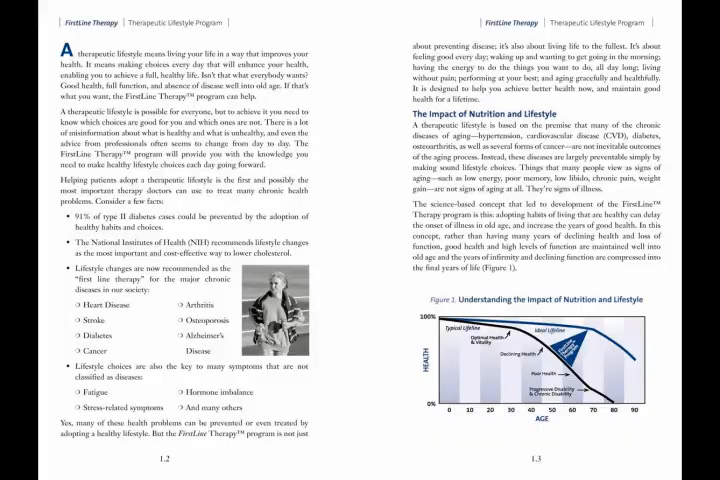 FirstLine Therapy | Therapeutic Lifestyle Program
A therapeutic lifestyle means living your life in a way that improves your
health. It means making choices every day that will enhance your health,
enabling you to achieve a full, healthy life. Isn't that what everybody wants?
Good health, full function, and absence of disease well into old age. If that's
what you want, the FirstLine Therapy™ program can help.
A therapeutic lifestyle is possible for everyone, but to achieve it you need to
know which choices are good for you and which ones are not. There is a lot
of misinformation about what is healthy and what is unhealthy, and even the
advice from professionals often seems to change from day to day. The
FirstLine Therapy™ program will provide you with the knowledge you
need to make healthy lifestyle choices each day going forward.
Helping patients adopt a therapeutic lifestyle is the first and possibly the
most important therapy doctors can use to treat many chronic health
problems. Consider a few facts:
• 91% of type II diabetes cases could be prevented by the adoption of
healthy habits and choices.
• The National Institutes of Health (NIH) recommends lifestyle changes
as the most important and cost-effective way to lower cholesterol.
• Lifestyle changes are now recommended as the
"first line therapy" for the major chronic
diseases in our society:
❍ Heart Disease ❍ Arthritis
❍ Stroke ❍ Osteoporosis
❍ Diabetes ❍ Alzheimer's
❍ Cancer Disease
• Lifestyle choices are also the key to many symptoms that are not
classified as diseases:
❍ Fatigue ❍ Hormone imbalance
❍ Stress-related symptoms ❍ And many others
Yes, many of these health problems can be prevented or even treated by
adopting a healthy lifestyle. But the FirstLine Therapy™ program is not just
1.2
FirstLine Therapy | Therapeutic Lifestyle Program
about preventing disease; it's also about living life to the fullest. It's about
feeling good every day; waking up and wanting to get going in the morning;
having the energy to do the things you want to do, all day long; living
without pain; performing at your best; and aging gracefully and healthfully.
It is designed to help you achieve better health now, and maintain good
health for a lifetime.
The Impact of Nutrition and Lifestyle
A therapeutic lifestyle is based on the premise that many of the chronic
diseases of aging—hypertension, cardiovascular disease (CVD), diabetes,
osteoarthritis, as well as several forms of cancer—are not inevitable outcomes
of the aging process. Instead, these diseases are largely preventable simply by
making sound lifestyle choices. Things that many people view as signs of
aging—such as low energy, poor memory, low libido, chronic pain, weight
gain—are not signs of aging at all. They're signs of illness.
The science-based concept that led to development of the FirstLine™
Therapy program is this: adopting habits of living that are healthy can delay
the onset of illness in old age, and increase the years of good health. In this
concept, rather than having many years of declining health and loss of
function, good health and high levels of function are maintained well into
old age and the years of infirmity and declining function are compressed into
the final years of life (Figure 1).
Figure 1. Understanding the Impact of Nutrition and Lifestyle
100%
Typical Lifeline
Ideal Lifeline
Optimal Health
& Vitality
FirstLine
Therapy
Program
Declining Health
Poor Health
Progressive Disability
& Chronic Disability
HEALTH
0%
0 10 20 30 40 50 60 70 80 90
AGE
1.3